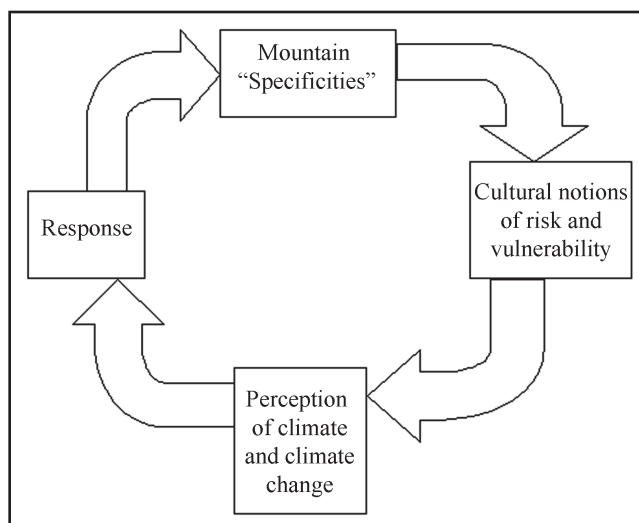 Mountain
“Specificities”
Cultural notions
of risk and
vulnerability
Response
Perception
of climate
and climate
change